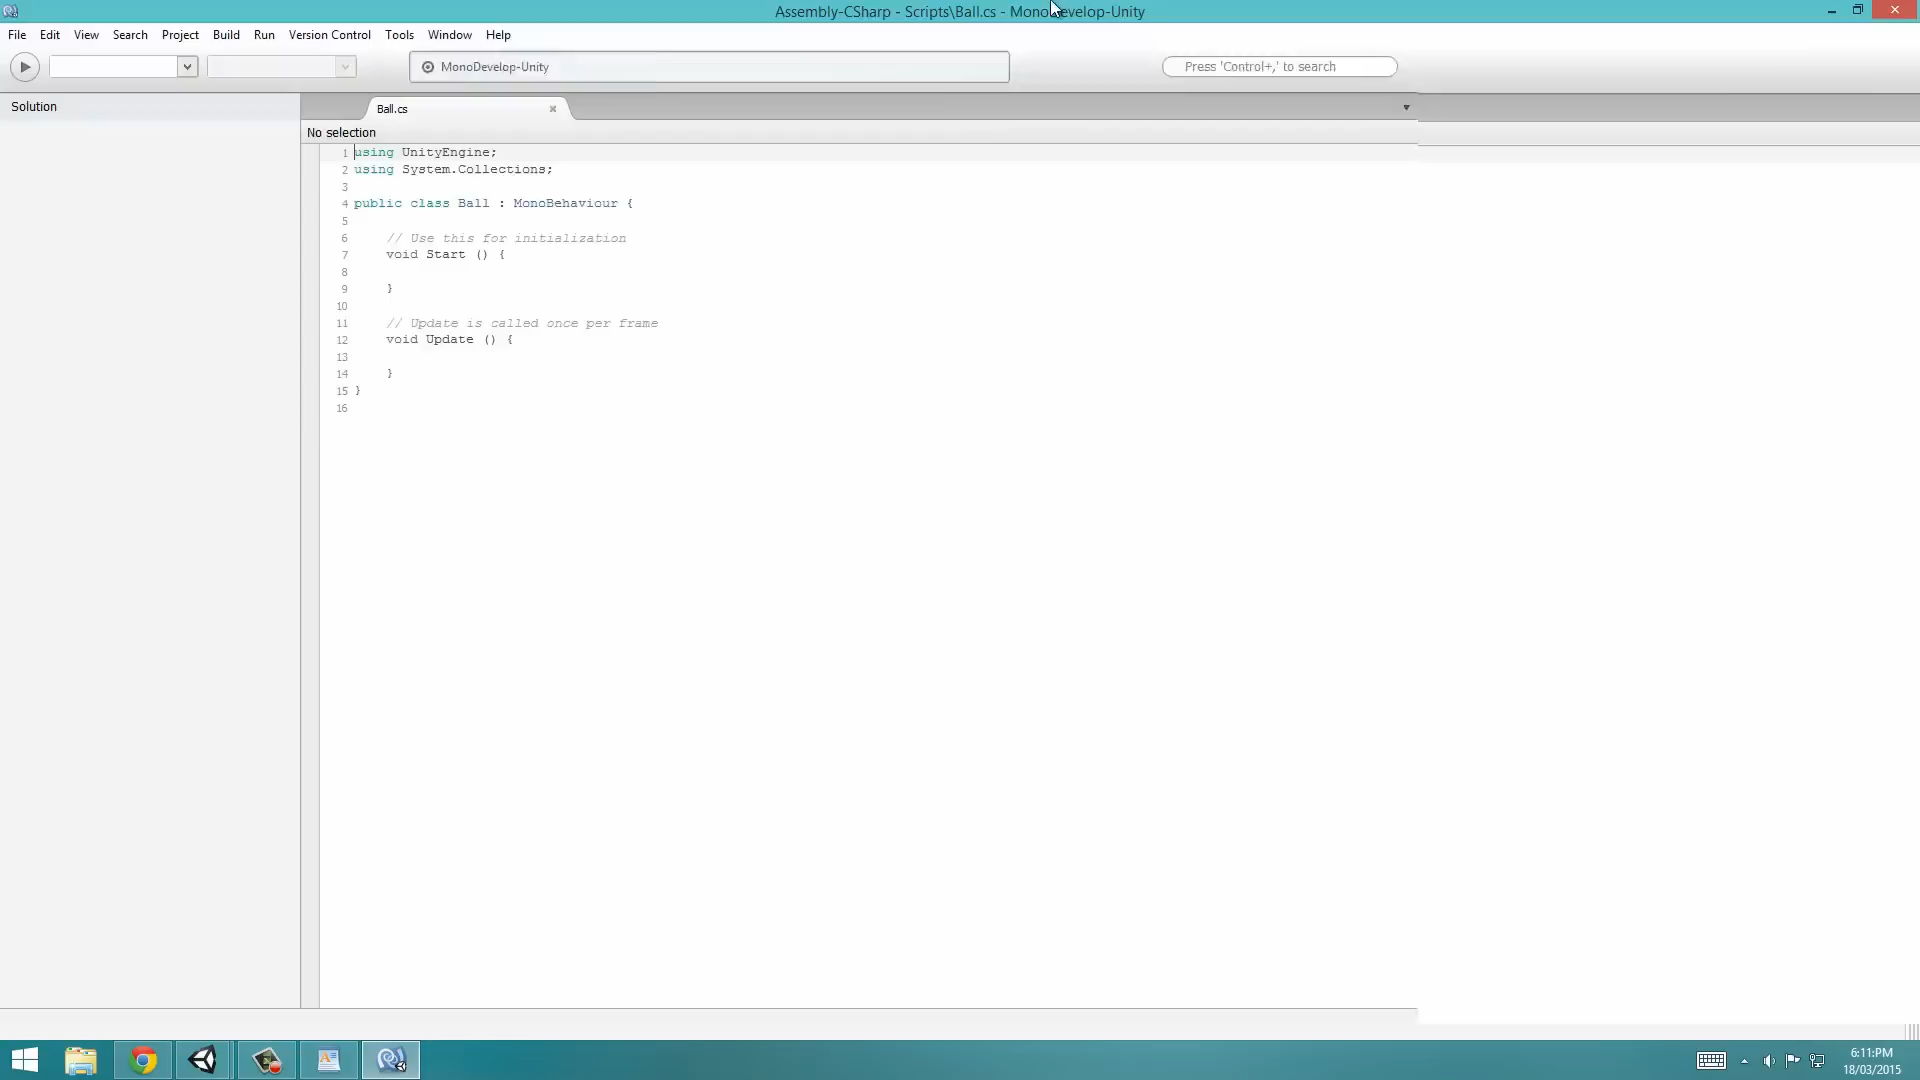 Assembly-CSharp - Scripts\Ball.cs - MonoDevelop-Unity
File Edit View Search Project Build Run Version Control Tools Window Help
MonoDevelop-Unity
Press 'Control+,' to search
Solution
Ball.cs
No selection
1 using UnityEngine;
2 using System.Collections;
3
4 public class Ball : MonoBehaviour {
5
6 // Use this for initialization
7 void Start () {
8
9 }
10
11 // Update is called once per frame
12 void Update () {
13
14 }
15 }
16
6:11:PM
18/03/2015